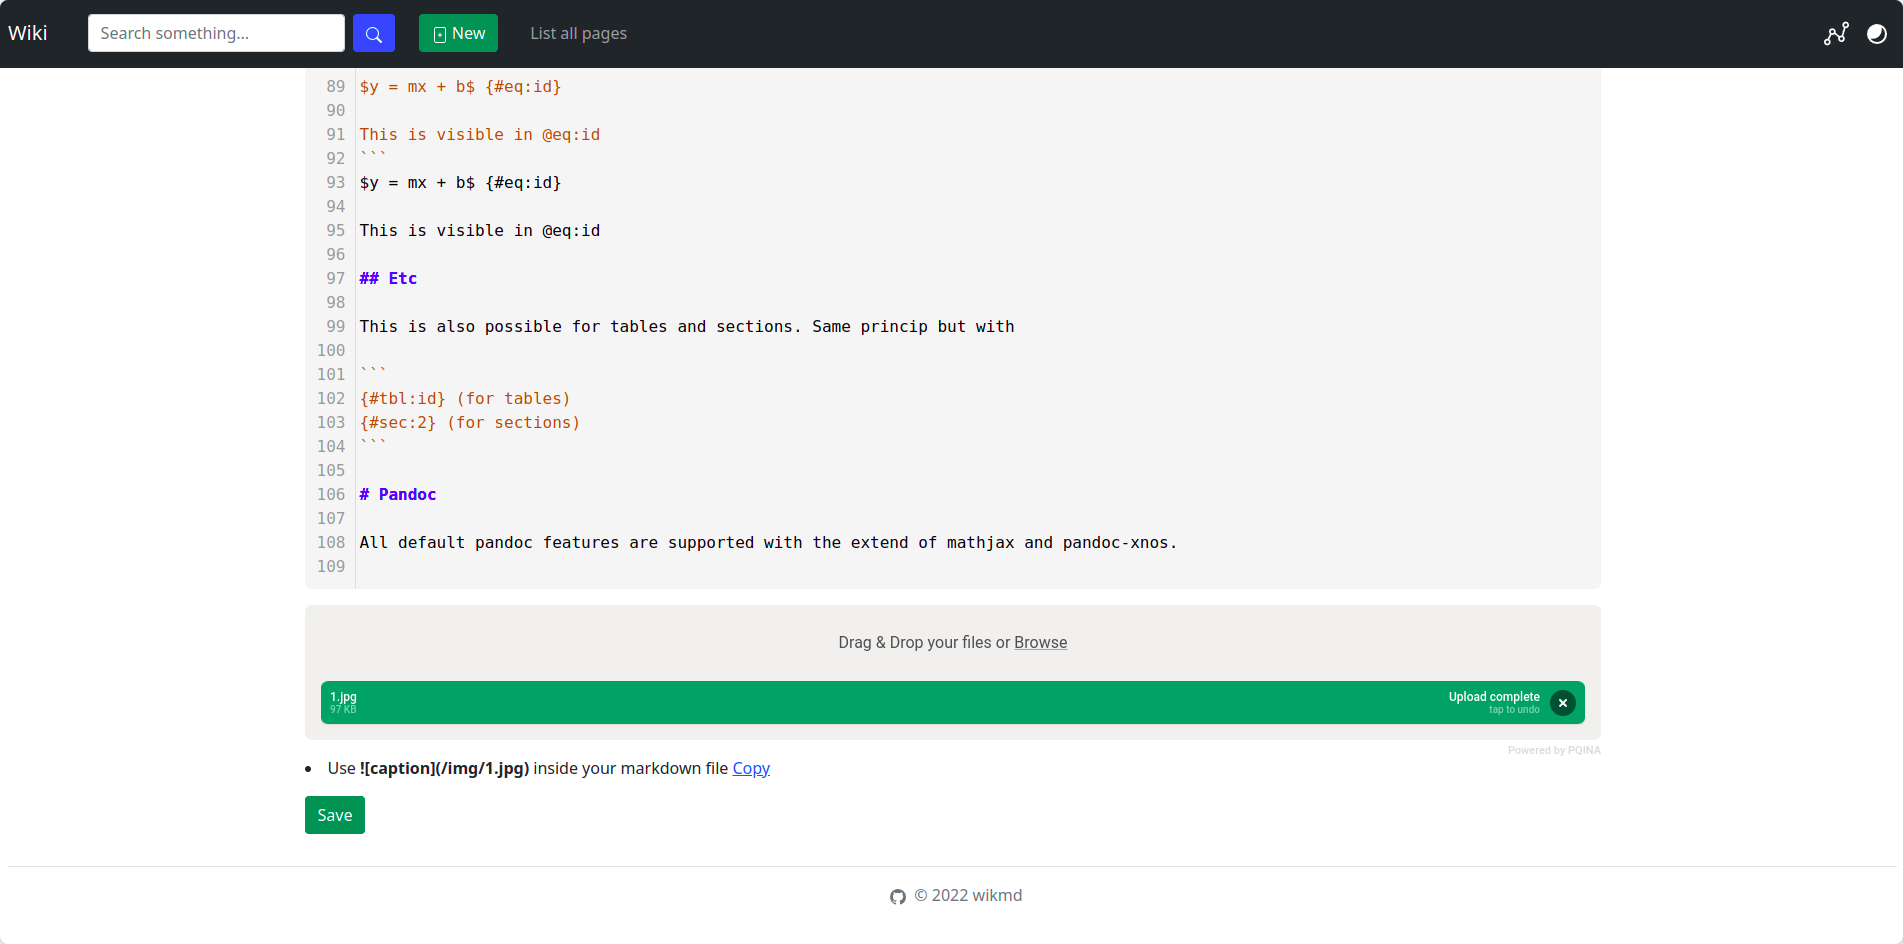 Wiki
Search something...
New
List all pages
89 $y = mx + b$ {#eq:id}
90
91 This is visible in @eq:id
92 ```
93 $y = mx + b$ {#eq:id}
94
95 This is visible in @eq:id
96
97 ## Etc
98
99 This is also possible for tables and sections. Same princip but with
100
101 ```
102 {#tbl:id} (for tables)
103 {#sec:2} (for sections)
104 ```
105
106 # Pandoc
107
108 All default pandoc features are supported with the extend of mathjax and pandoc-xnos.
109
Drag & Drop your files or Browse
1.jpg
97 KB
Upload complete
tap to undo
Powered by PQINA
• Use ![caption](/img/1.jpg) inside your markdown file Copy
Save
© 2022 wikmd